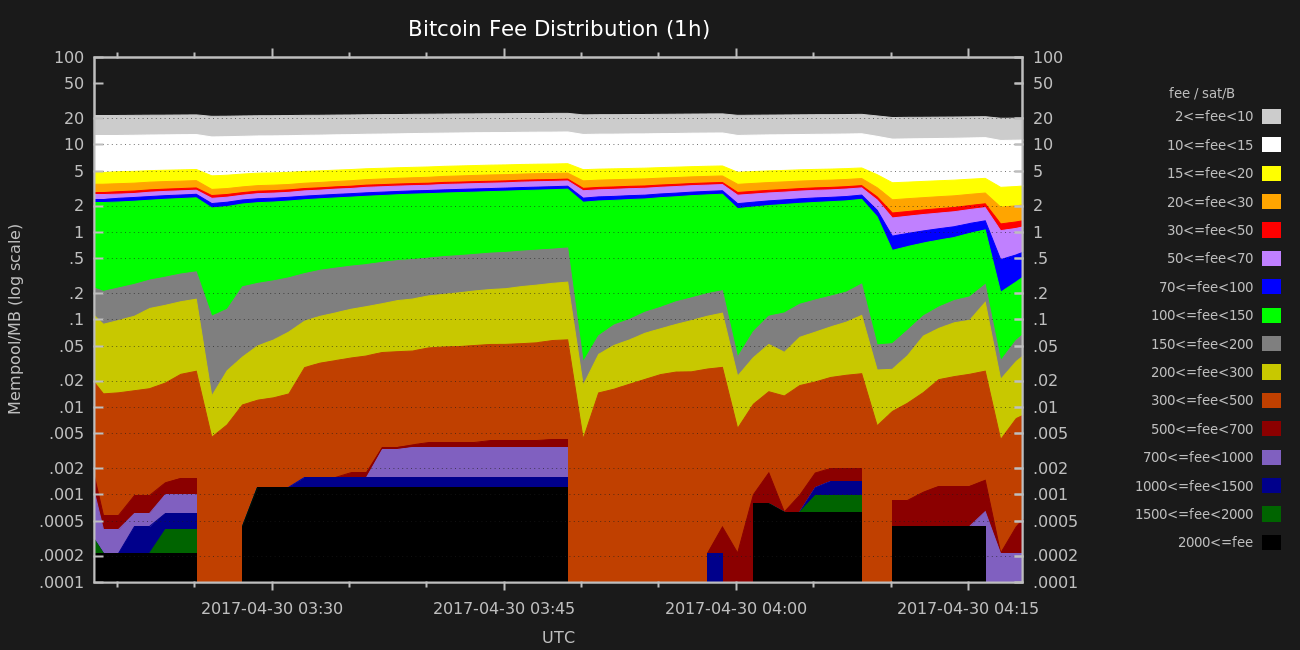 Bitcoin Fee Distribution (1h)
100 100
50 50
20 20
10 10
5 5
2 2
1 1
.5 .5
.2 .2
.1 .1
.05 .05
.02 .02
.01 .01
.005 .005
.002 .002
.001 .001
.0005 .0005
.0002 .0002
.0001 .0001
Mempool/MB (log scale)
2017-04-30 03:30 2017-04-30 03:45 2017-04-30 04:00 2017-04-30 04:15
UTC
fee / sat/B
2<=fee<10
10<=fee<15
15<=fee<20
20<=fee<30
30<=fee<50
50<=fee<70
70<=fee<100
100<=fee<150
150<=fee<200
200<=fee<300
300<=fee<500
500<=fee<700
700<=fee<1000
1000<=fee<1500
1500<=fee<2000
2000<=fee